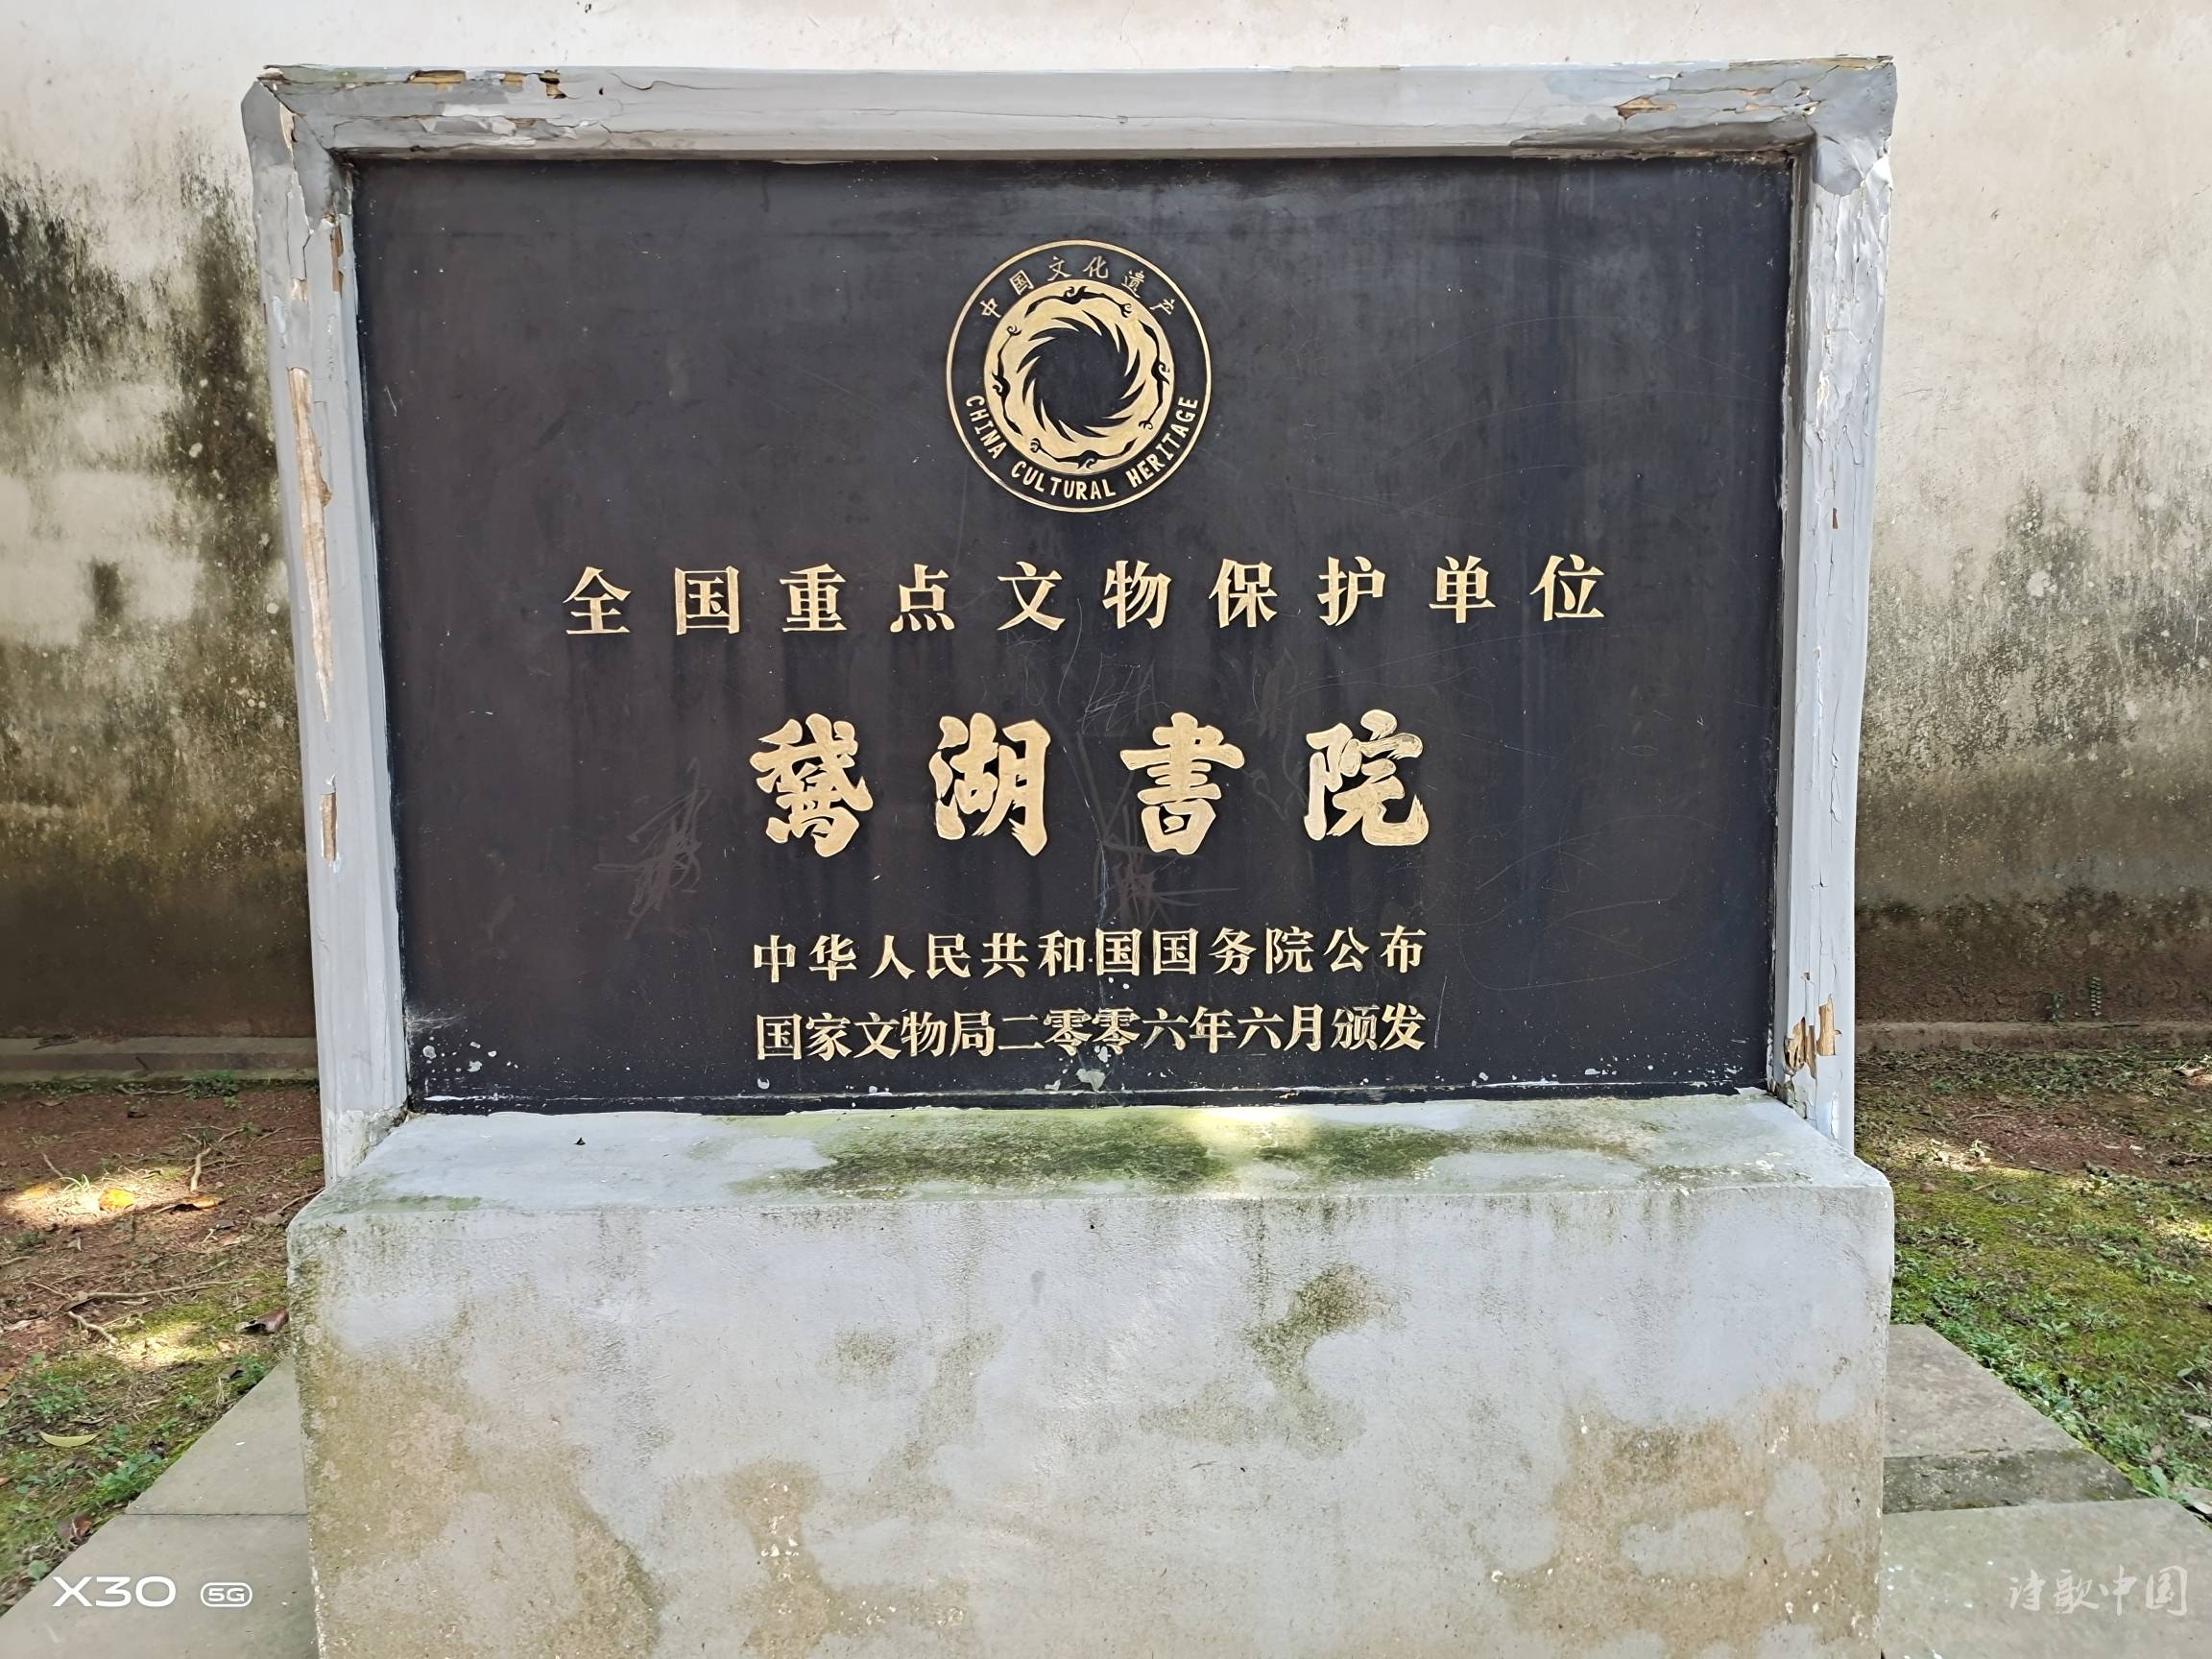 中国文化遗产
CHINA CULTURAL HERITAGE
全国重点文物保护单位
鵞湖書院
中华人民共和国国务院公布
国家文物局二零零六年六月颁发
X30 5G
诗歌中国